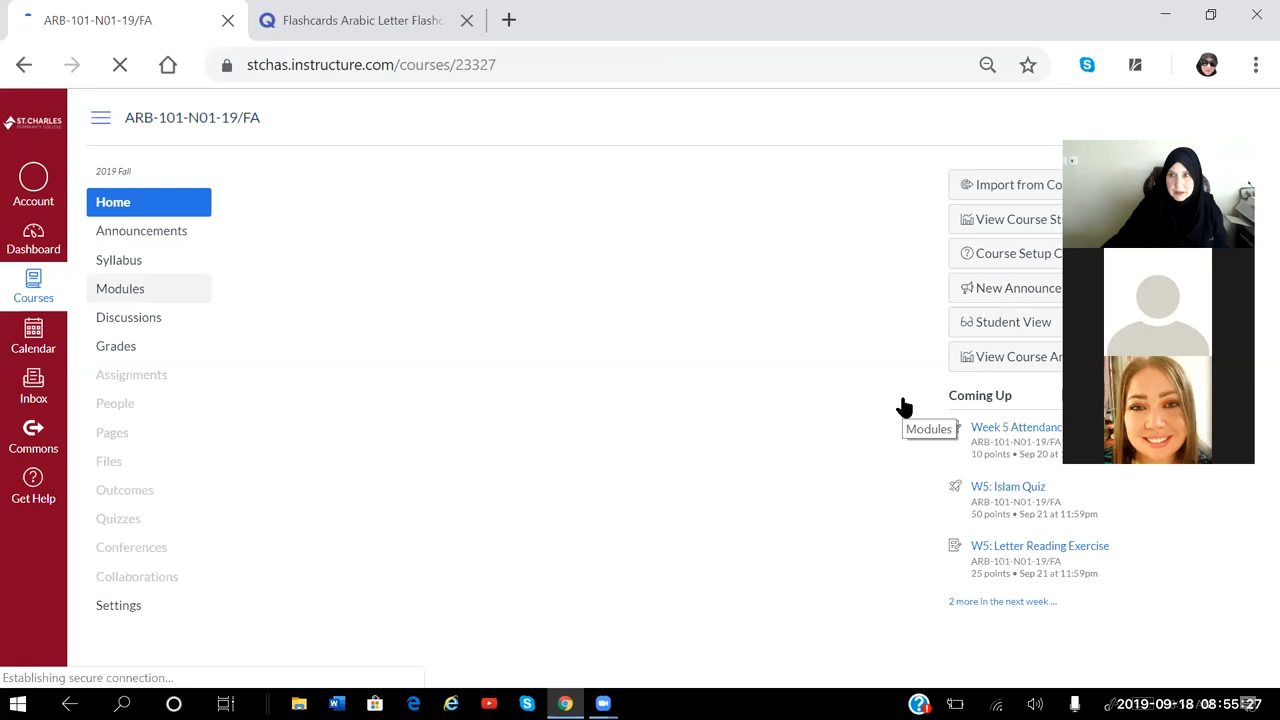 ARB-101-N01-19/FA
Flashcards Arabic Letter Flashc
stchas.instructure.com/courses/23327
ST.CHARLES
COMMUNITY COLLEGE
ARB-101-N01-19/FA
2019 Fall
Account
Dashboard
Courses
Calendar
Inbox
Commons
Get Help
Home
Announcements
Syllabus
Modules
Discussions
Grades
Assignments
People
Pages
Files
Outcomes
Quizzes
Conferences
Collaborations
Settings
Import from Co
View Course St
Course Setup C
New Announce
Student View
View Course An
Coming Up
Modules
Week 5 Attendanc
ARB-101-N01-19/FA
10 points • Sep 20 at
W5: Islam Quiz
ARB-101-N01-19/FA
50 points • Sep 21 at 11:59pm
W5: Letter Reading Exercise
ARB-101-N01-19/FA
25 points • Sep 21 at 11:59pm
2 more in the next week ...
Establishing secure connection...
2019-09-18 08:55:27